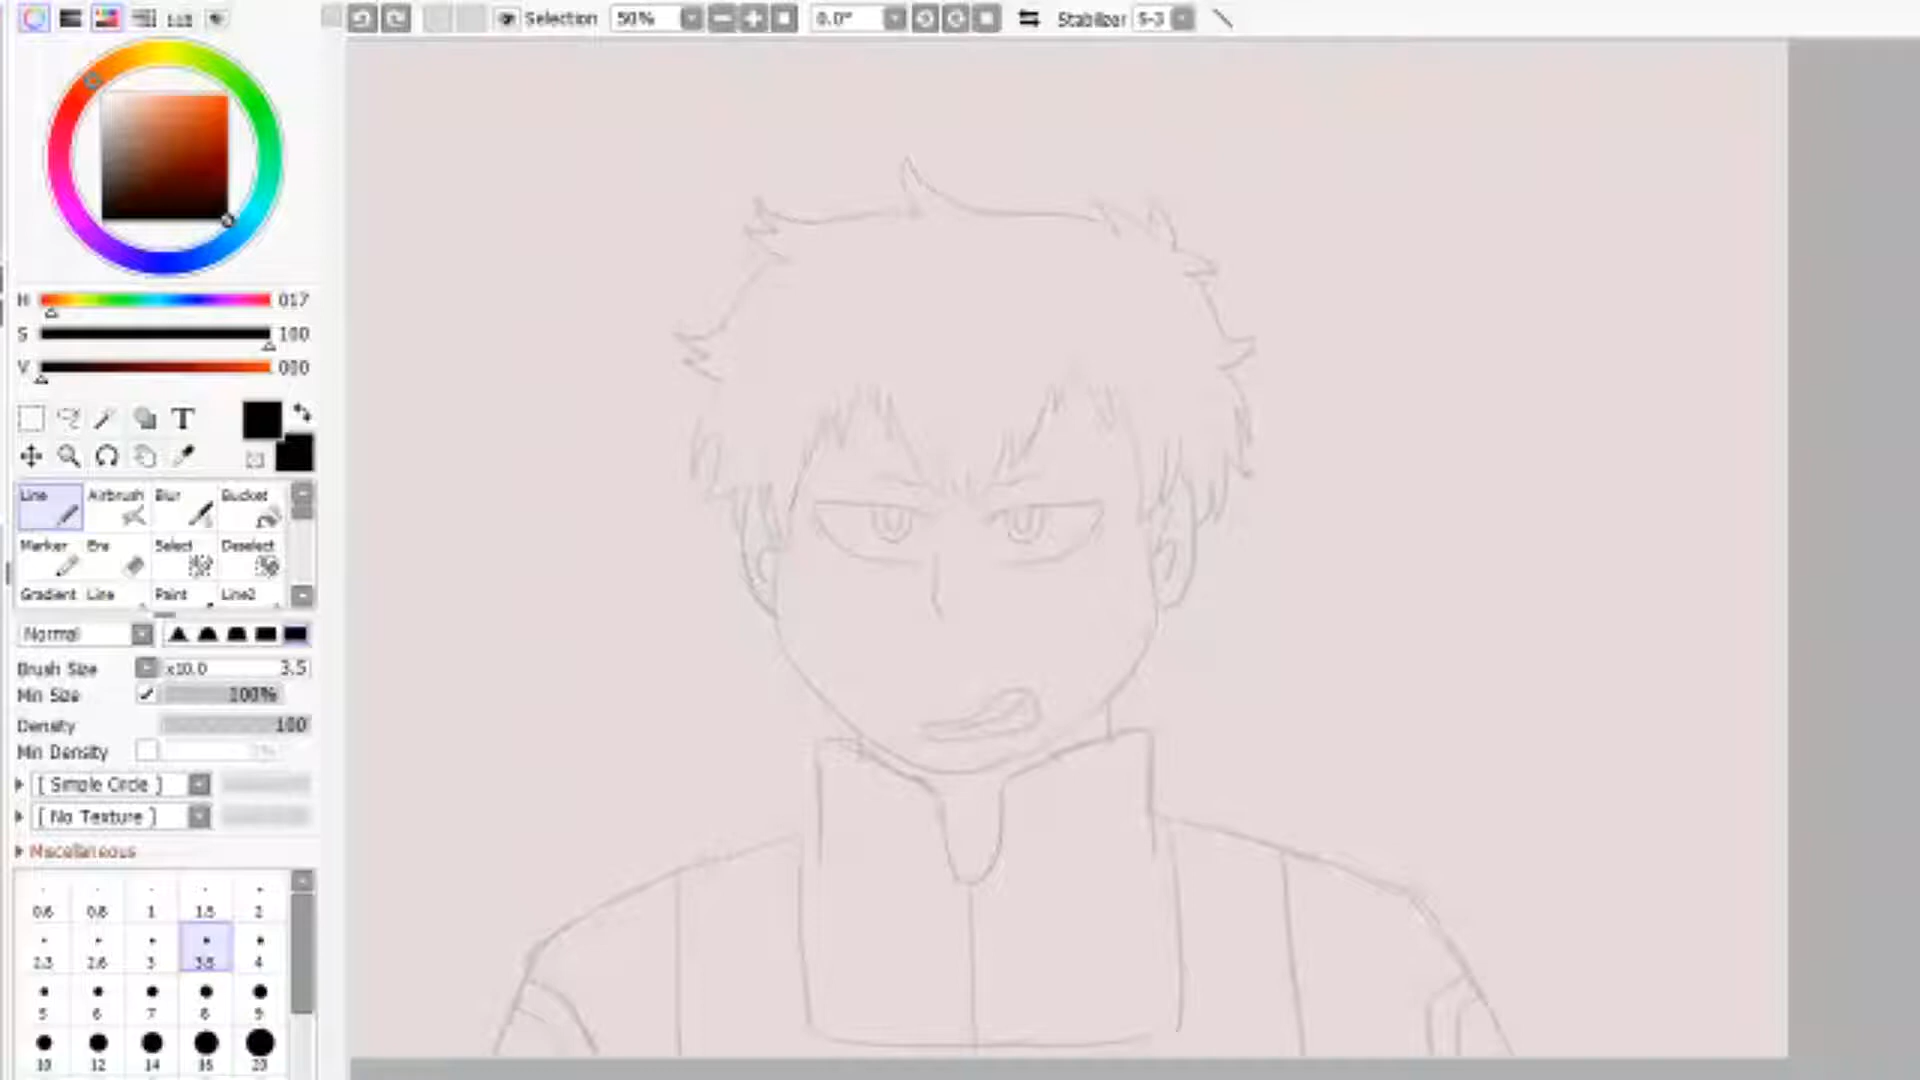 Selection 50% 0.0° Stabilizer S-3
H 017
S 100
V 000
T
Line Airbrush Blur Bucket
Marker Era Select Deselect
Gradient Line Paint Line2
Normal
Brush Size x10.0 3.5
Min Size 100%
Density 100
Min Density
[ Simple Circle ]
[ No Texture ]
Miscellaneous
0.6 0.8 1 1.5 2
2.3 2.6 3 3.5 4
5 6 7 8 9
10 12 14 16 20